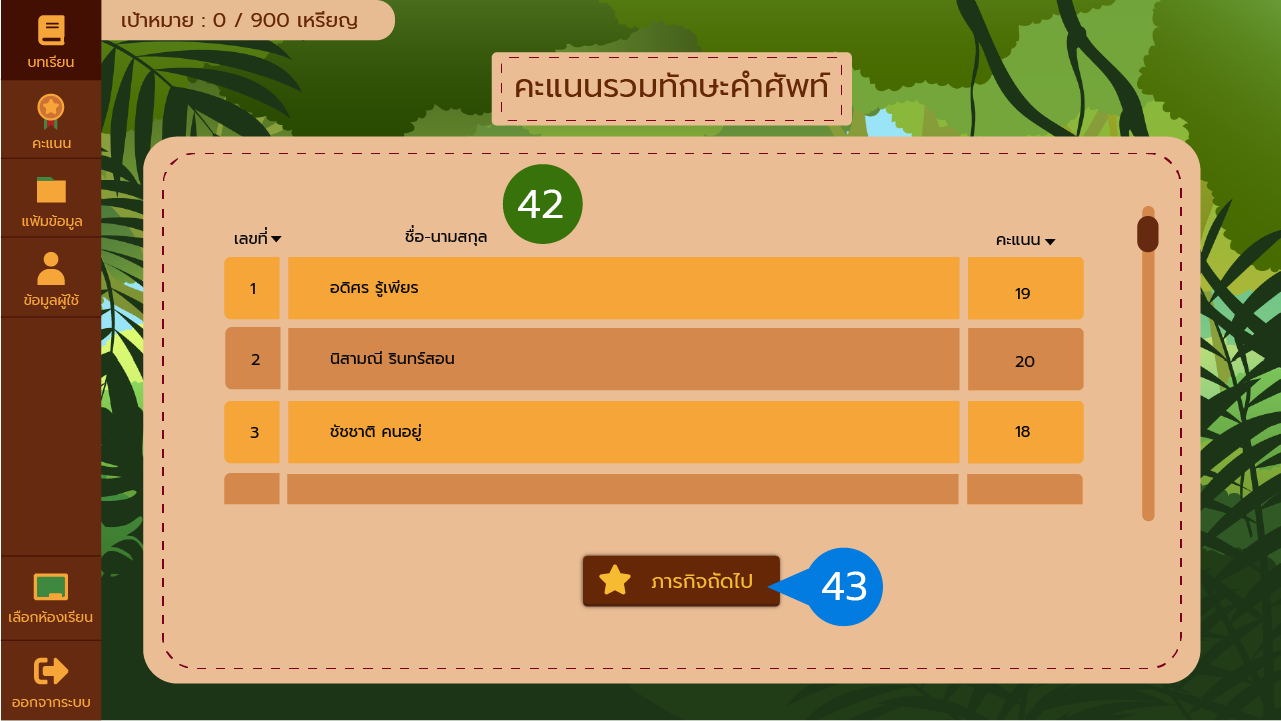 เป้าหมาย : 0 / 900 เหรียญ
บทเรียน
คะแนน
แฟ้มข้อมูล
ข้อมูลผู้ใช้
เลือกห้องเรียน
ออกจากระบบ
คะแนนรวมทักษะคำศัพท์
42
เลขที่ ชื่อ-นามสกุล คะแนน
1 อดิศร รู้เพียร 19
2 นิสามณี รินทร์สอน 20
3 ชัชชาติ คนอยู่ 18
ภารกิจถัดไป
43